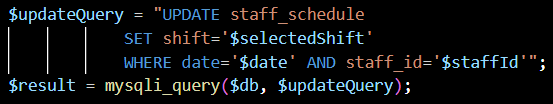 $updateQuery = "UPDATE staff_schedule
SET shift='$selectedShift'
WHERE date='$date' AND staff_id='$staffId'";
$result = mysqli_query($db, $updateQuery);